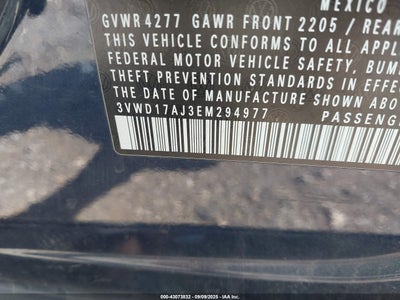 MEXICO
GVWR 4277 GAWR FRONT 2205 / REAR
THIS VEHICLE CONFORMS TO ALL APPL
FEDERAL MOTOR VEHICLE SAFETY, BUM
THEFT PREVENTION STANDARDS IN EFF
THE DATE OF MANUFACTURE SHOWN ABO
3VWD17AJ3EM294977 PASSENG
000-43073832 - 09/09/2025 - IAA Inc.